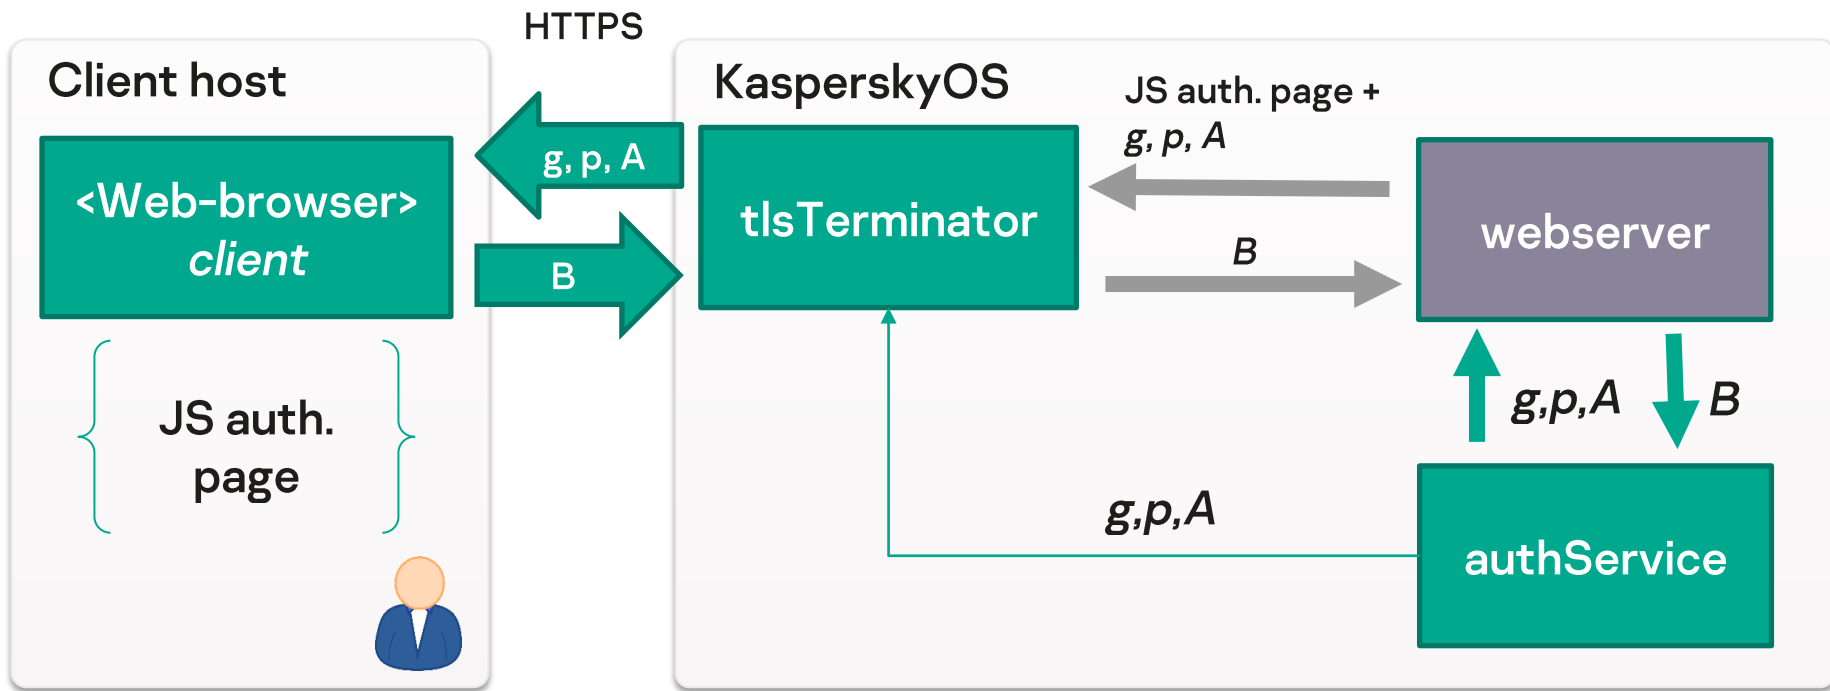 HTTPS
Client host
<Web-browser>
client
JS auth.
page
g, p, A
B
KasperskyOS
tlsTerminator
JS auth. page +
g, p, A
B
webserver
g,p,A
B
g,p,A
authService